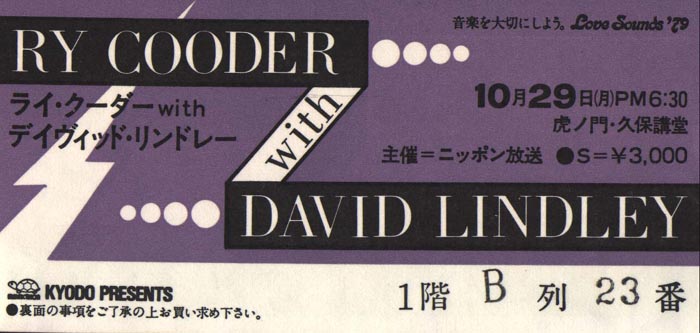 音楽を大切にしよう。Love Sounds '79
RY COODER
ライ・クーダー with
デイヴィッド・リンドレー
with
10月29日(月)PM6:30
虎ノ門・久保講堂
主催=ニッポン放送 ●S=¥3,000
DAVID LINDLEY
KYODO PRESENTS
●裏面の事項をご了承の上お買い求め下さい。
1階 B 列 23 番